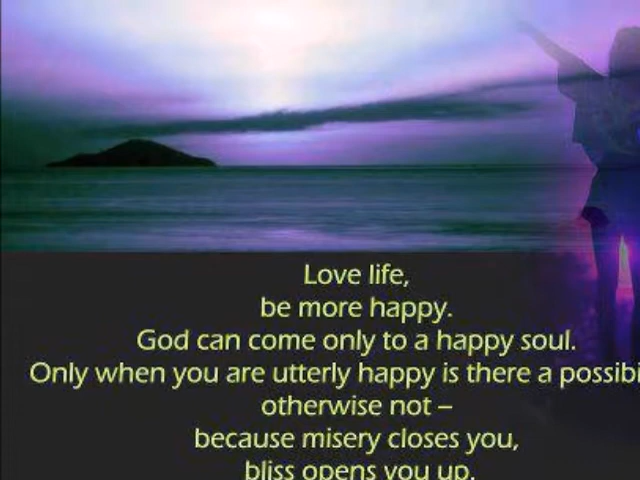 Love life,
be more happy.
God can come only to a happy soul.
Only when you are utterly happy is there a possibi
otherwise not –
because misery closes you,
bliss opens you up.